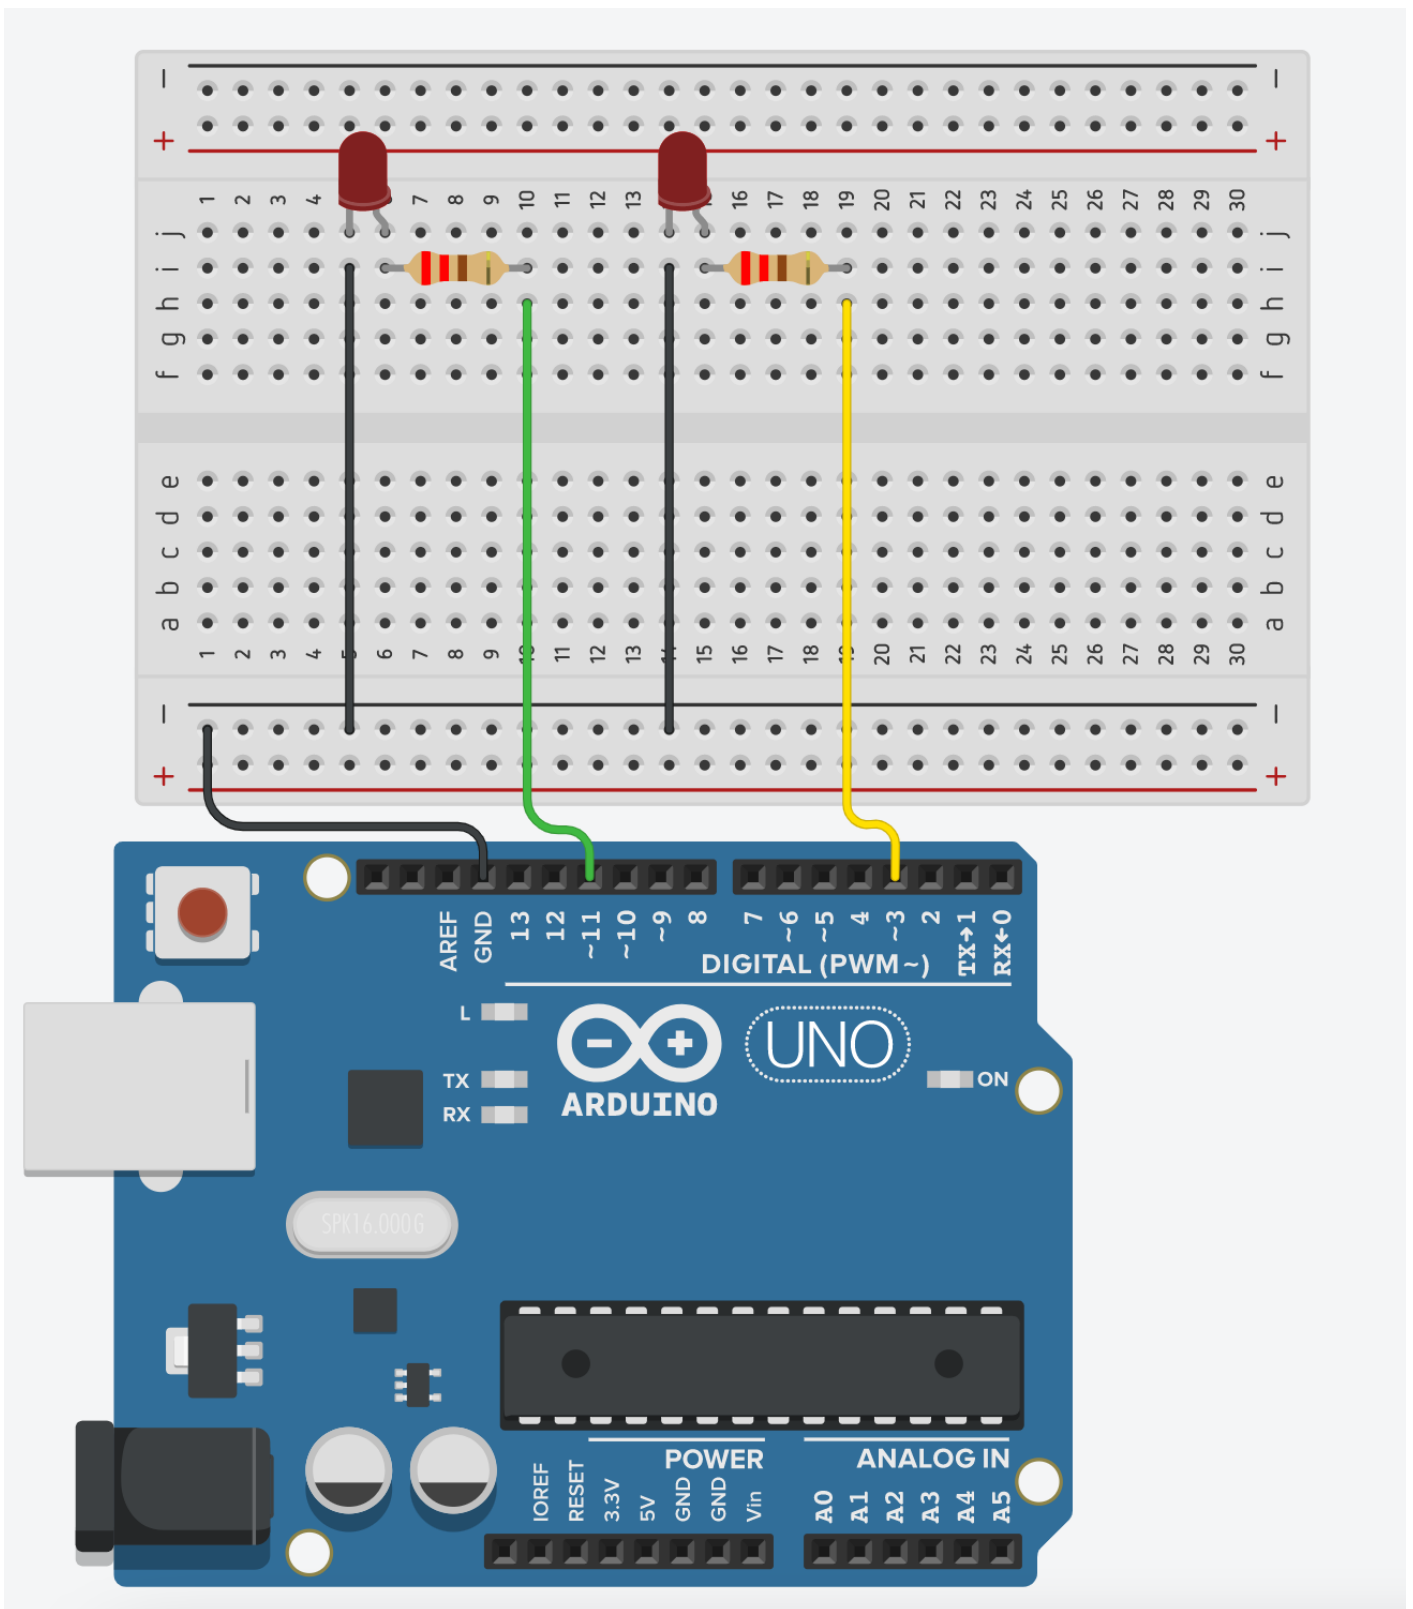 − −
+ +
1 2 3 4 7 8 9 10 11 12 13 16 17 18 19 20 21 22 23 24 25 26 27 28 29 30
j j
i i
h h
g g
f f
e e
d d
c c
b b
a a
1 2 3 4 5 6 7 8 9 10 11 12 13 14 15 16 17 18 19 20 21 22 23 24 25 26 27 28 29 30
− −
+ +
AREF GND 13 12 ~11 ~10 ~9 8 7 ~6 ~5 4 ~3 2 TX→1 RX←0
DIGITAL (PWM~)
L
UNO
TX
ON
RX
ARDUINO
SPK16.000G
POWER
ANALOG IN
IOREF RESET 3.3V 5V GND GND Vin A0 A1 A2 A3 A4 A5